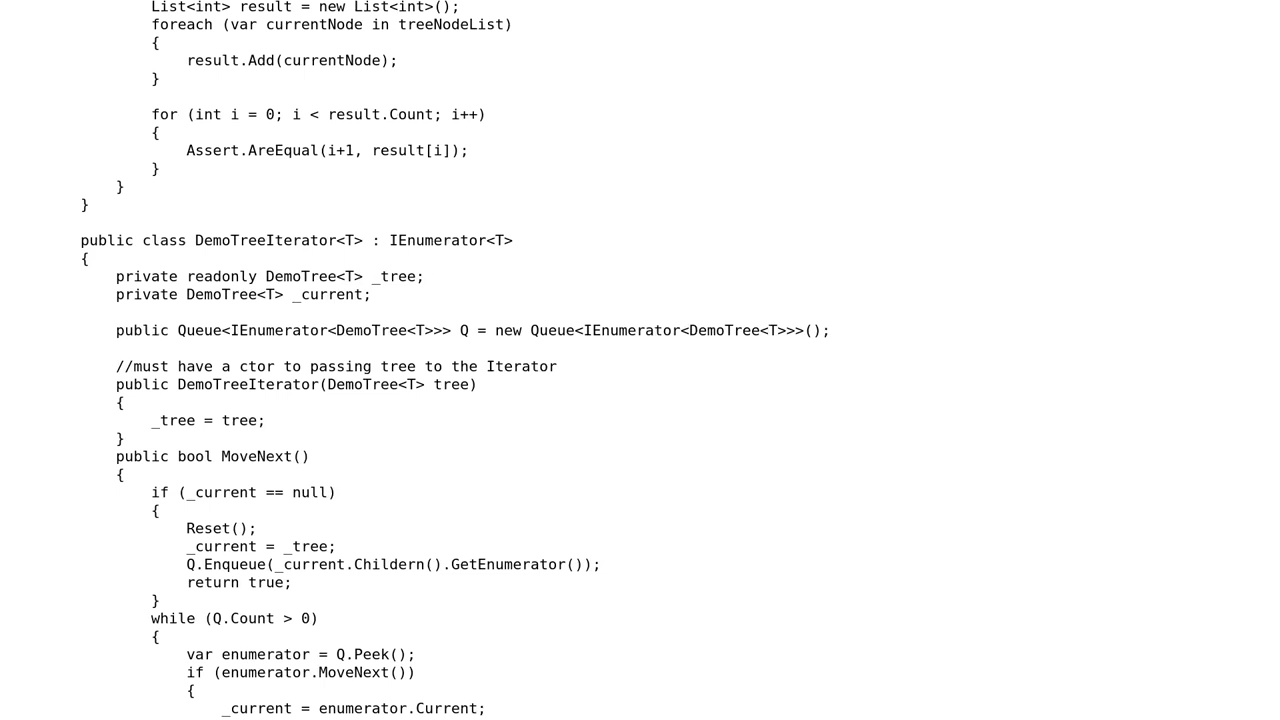 List<int> result = new List<int>();
foreach (var currentNode in treeNodeList)
{
result.Add(currentNode);
}
for (int i = 0; i < result.Count; i++)
{
Assert.AreEqual(i+1, result[i]);
}
}
}
public class DemoTreeIterator<T> : IEnumerator<T>
{
private readonly DemoTree<T> _tree;
private DemoTree<T> _current;
public Queue<IEnumerator<DemoTree<T>>> Q = new Queue<IEnumerator<DemoTree<T>>>();
//must have a ctor to passing tree to the Iterator
public DemoTreeIterator(DemoTree<T> tree)
{
_tree = tree;
}
public bool MoveNext()
{
if (_current == null)
{
Reset();
_current = _tree;
Q.Enqueue(_current.Childern().GetEnumerator());
return true;
}
while (Q.Count > 0)
{
var enumerator = Q.Peek();
if (enumerator.MoveNext())
{
_current = enumerator.Current;